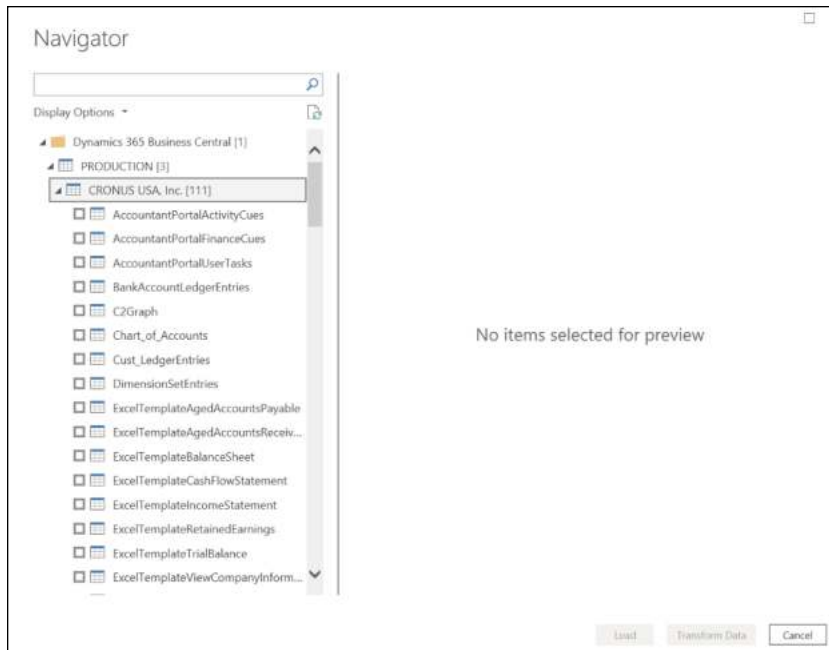 Navigator
Display Options
Dynamics 365 Business Central [1]
PRODUCTION [3]
CRONUS USA, Inc. [111]
AccountantPortalActivityCues
AccountantPortalFinanceCues
AccountantPortalUserTasks
BankAccountLedgerEntries
C2Graph
Chart_of_Accounts
Cust_LedgerEntries
DimensionSetEntries
ExcelTemplateAgedAccountsPayable
ExcelTemplateAgedAccountsReceiv...
ExcelTemplateBalanceSheet
ExcelTemplateCashFlowStatement
ExcelTemplateIncomeStatement
ExcelTemplateRetainedEarnings
ExcelTemplateTrialBalance
ExcelTemplateViewCompanyInform...
No items selected for preview
Load
Transform Data
Cancel